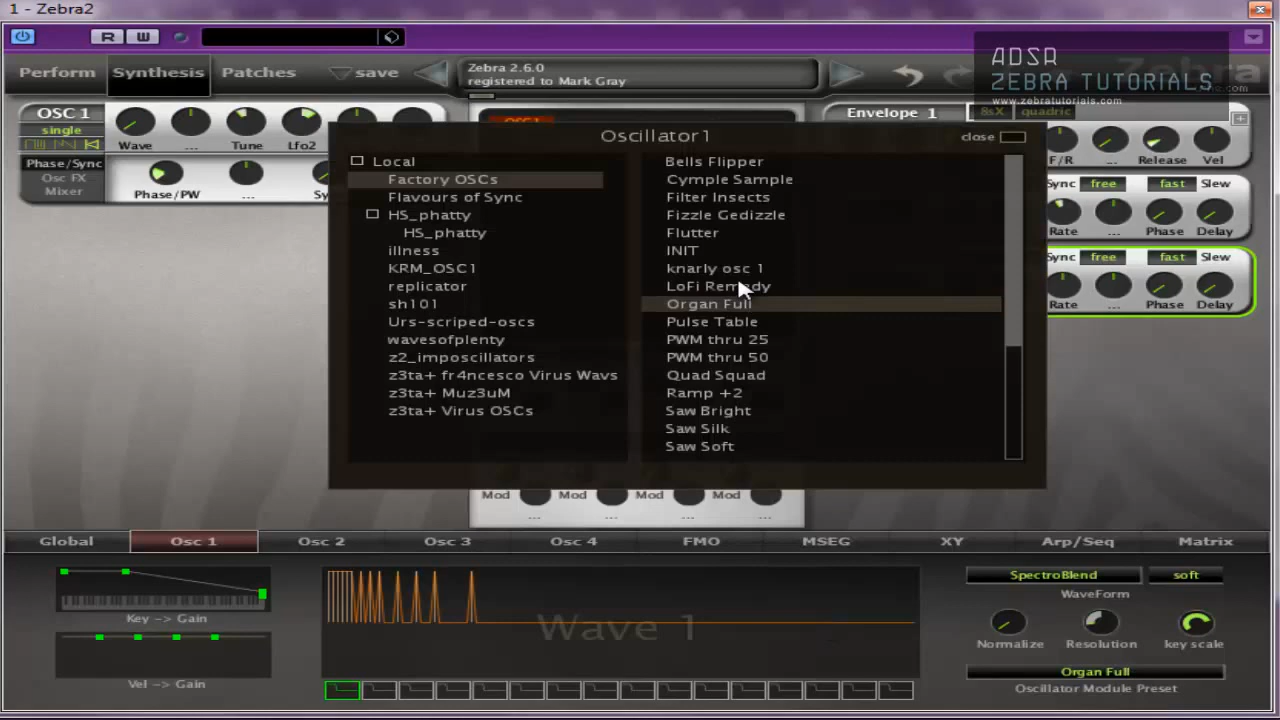 1 - Zebra2
R W
ADSR
ZEBRA TUTORIALS
www.zebratutorials.com
Perform Synthesis Patches save
Zebra 2.6.0
registered to Mark Gray
OSC 1
single
Wave ... Tune Lfo2
Phase/Sync
Osc FX
Mixer
Phase/PW ...
OSC1
Envelope 1 8sX quadric
F/R ... Release Vel
Sync free fast Slew
Rate ... Phase Delay
Sync free fast Slew
Rate ... Phase Delay
Oscillator1 close
Local
Factory OSCs
Flavours of Sync
HS_phatty
HS_phatty
illness
KRM_OSC1
replicator
sh101
Urs-scriped-oscs
wavesofplenty
z2_imposcillators
z3ta+ fr4ncesco Virus Wavs
z3ta+ Muz3uM
z3ta+ Virus OSCs
Bells Flipper
Cymple Sample
Filter Insects
Fizzle Gedizzle
Flutter
INIT
knarly osc 1
LoFi Remedy
Organ Full
Pulse Table
PWM thru 25
PWM thru 50
Quad Squad
Ramp +2
Saw Bright
Saw Silk
Saw Soft
Mod Mod Mod Mod
... ... ... ...
Global Osc 1 Osc 2 Osc 3 Osc 4 FMO MSEG XY Arp/Seq Matrix
Key -> Gain
Vel -> Gain
Wave 1
SpectroBlend soft
WaveForm
Normalize Resolution key scale
Organ Full
Oscillator Module Preset